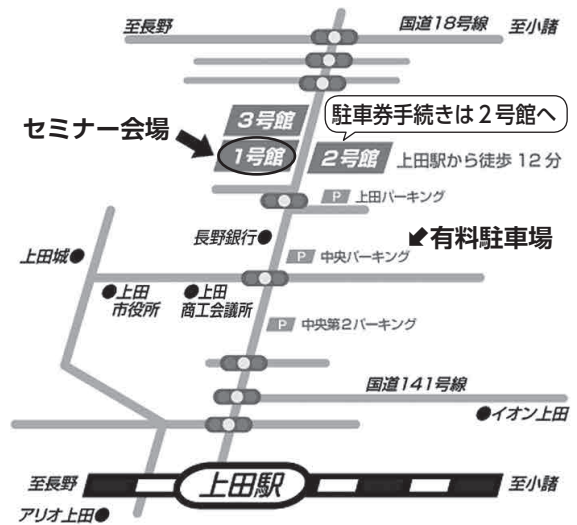 至長野
国道18号線
至小諸
3号館
駐車券手続きは2号館へ
セミナー会場
1号館
2号館
上田駅から徒歩12分
P 上田パーキング
長野銀行
有料駐車場
上田城
P 中央パーキング
上田
市役所
上田
商工会議所
P 中央第2パーキング
国道141号線
イオン上田
至長野
上田駅
至小諸
アリオ上田